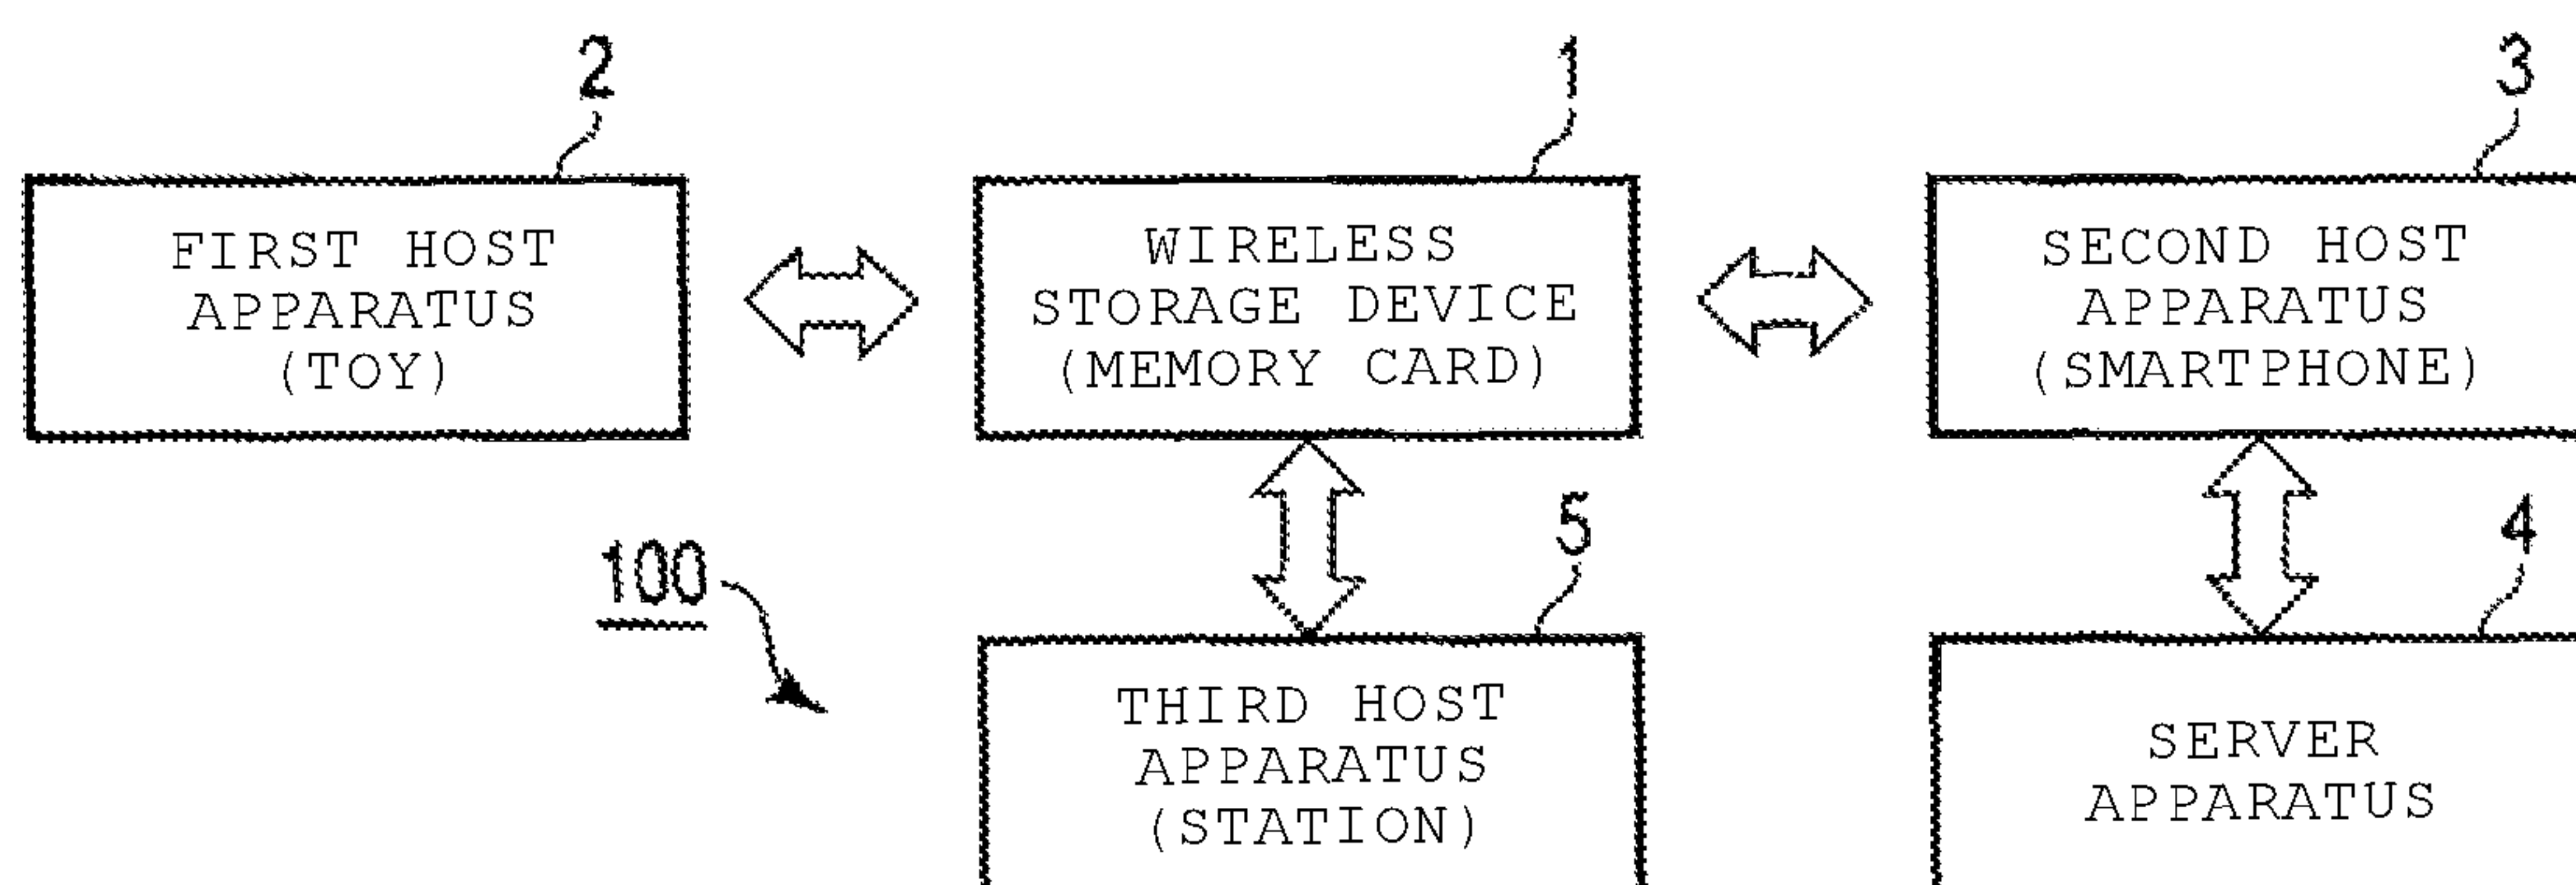 2
1
3
FIRST HOST
APPARATUS
(TOY)
WIRELESS
STORAGE DEVICE
(MEMORY CARD)
SECOND HOST
APPARATUS
(SMARTPHONE)
100
5
4
THIRD HOST
APPARATUS
(STATION)
SERVER
APPARATUS